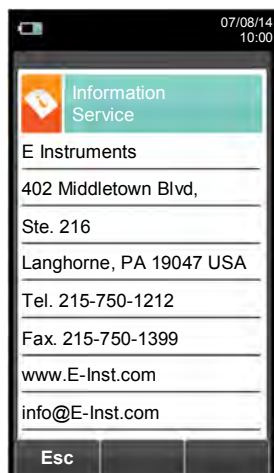 07/08/14
10:00
Information
Service
E Instruments
402 Middletown Blvd,
Ste. 216
Langhorne, PA 19047 USA
Tel. 215-750-1212
Fax. 215-750-1399
www.E-Inst.com
info@E-Inst.com
Esc